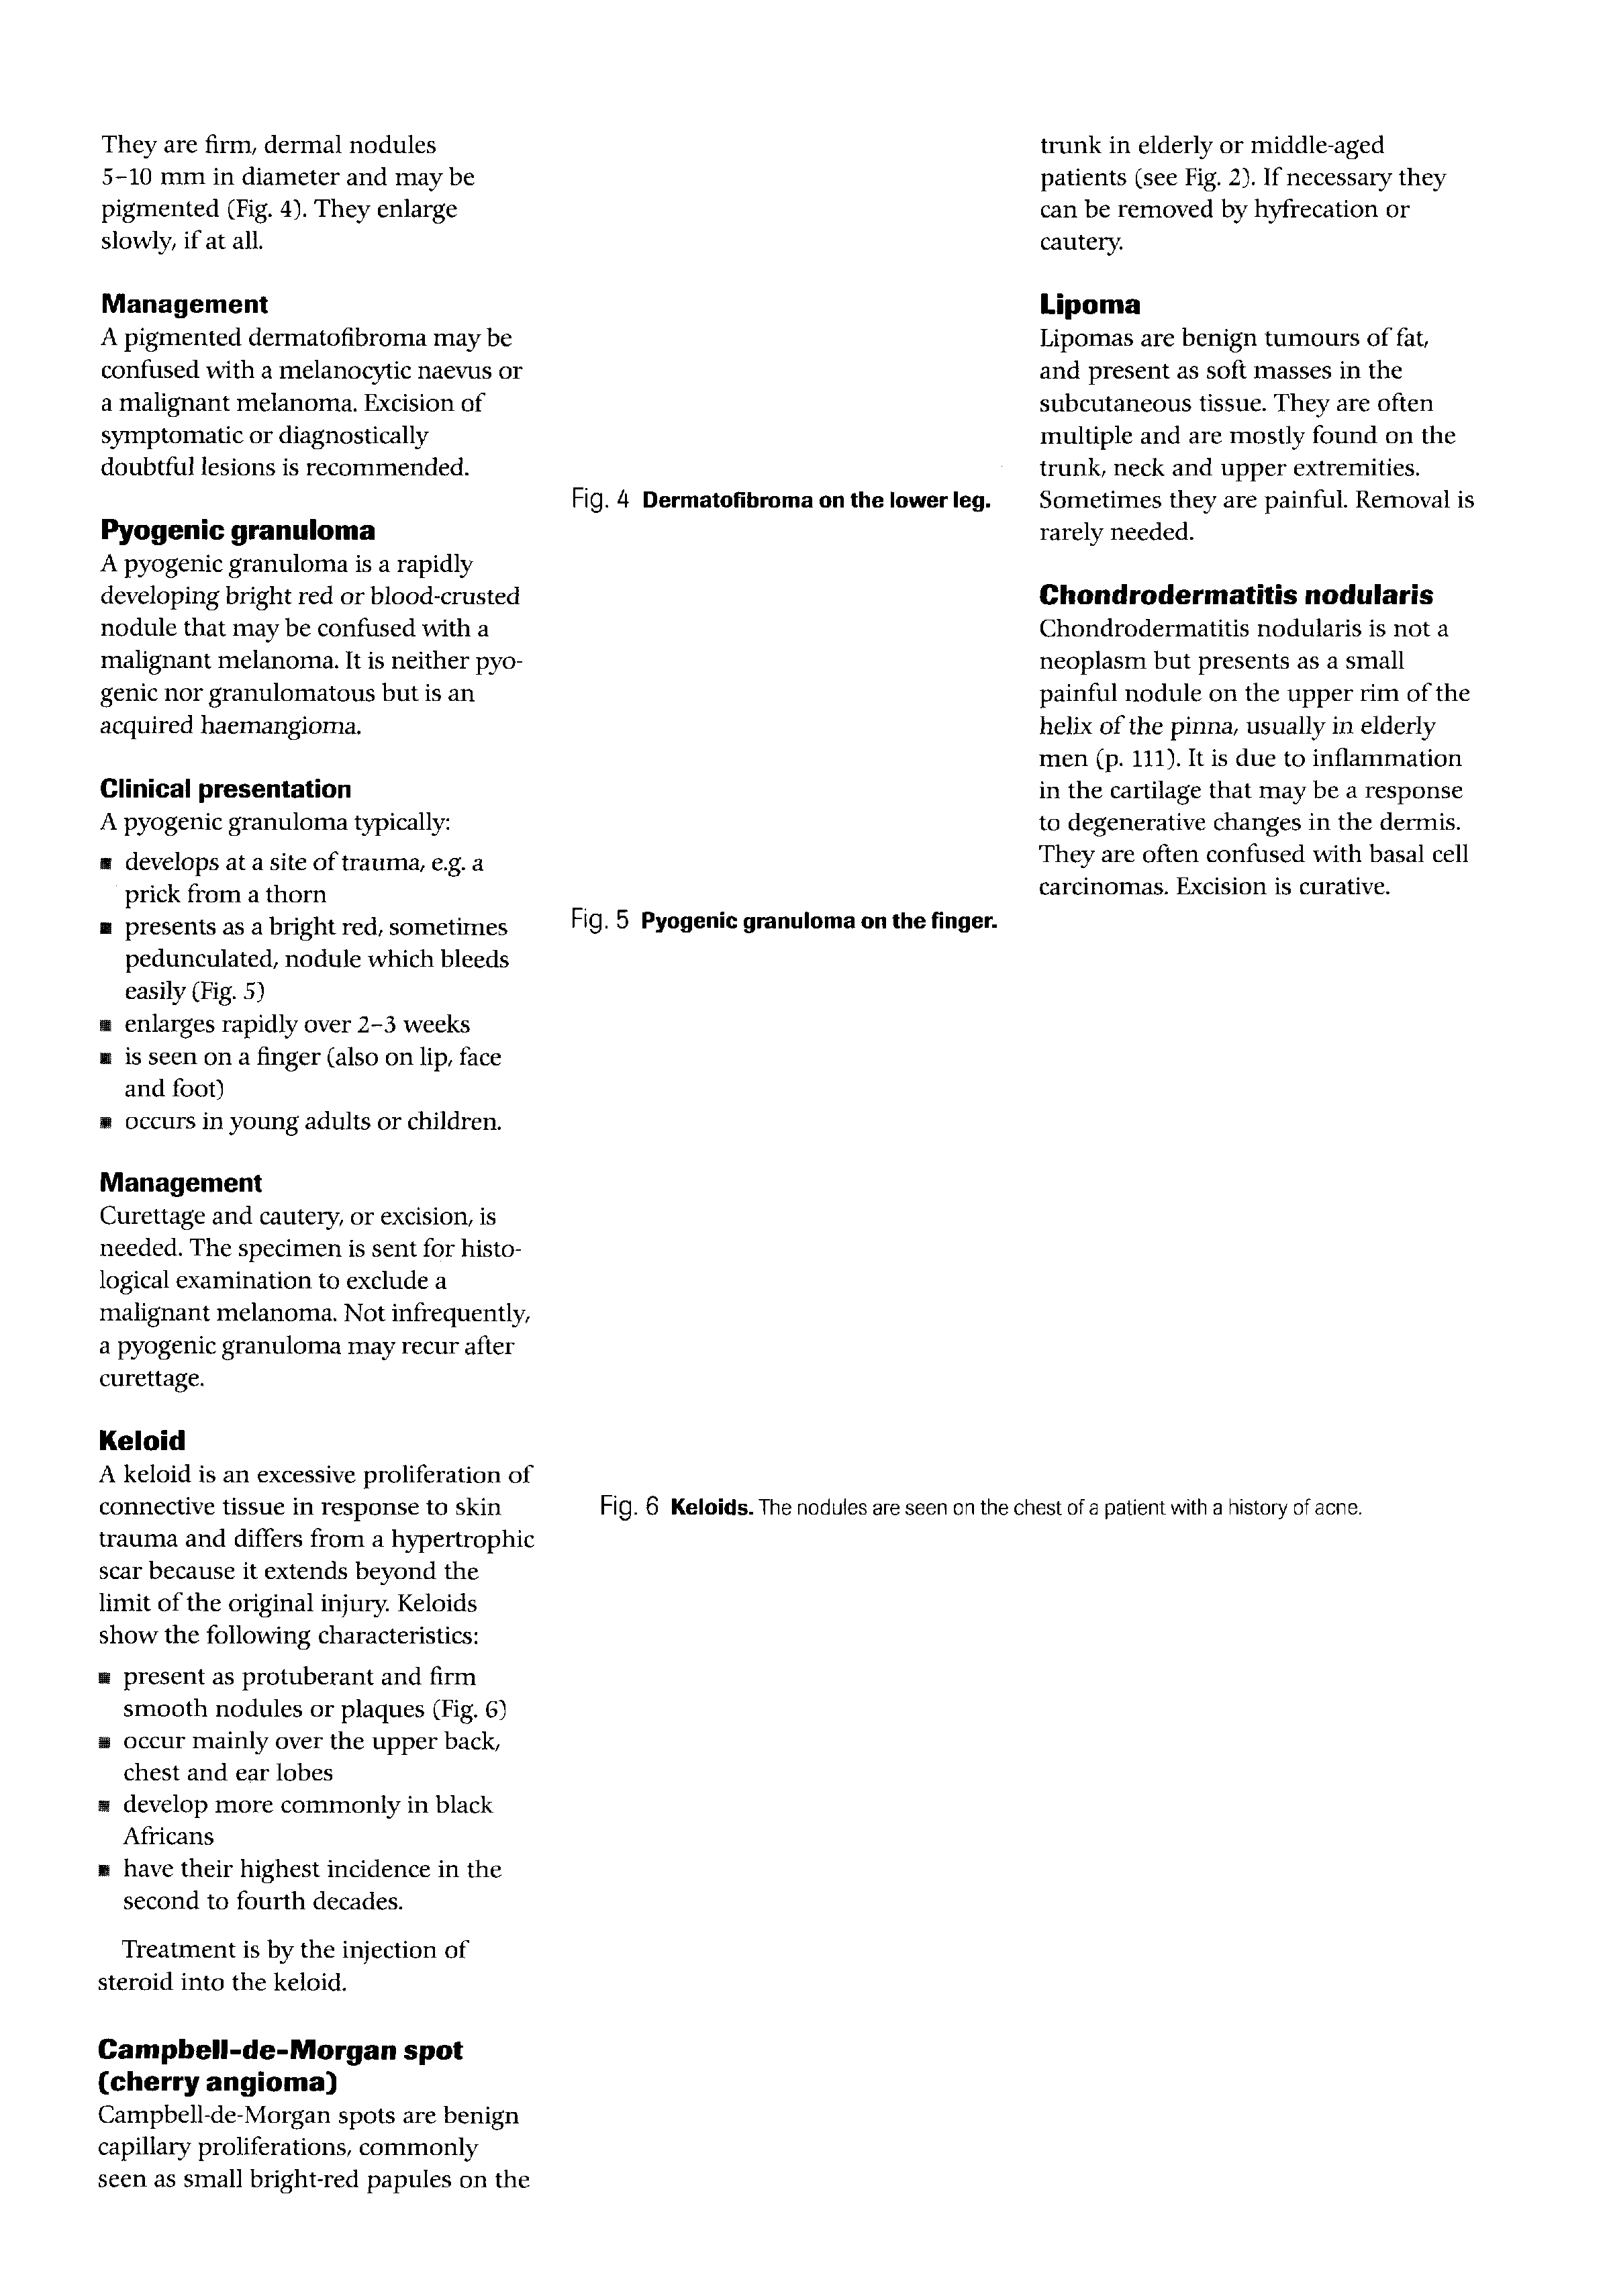 They are firm, dermal nodules
5–10 mm in diameter and may be
pigmented (Fig. 4). They enlarge
slowly, if at all.
Management
A pigmented dermatofibroma may be
confused with a melanocytic naevus or
a malignant melanoma. Excision of
symptomatic or diagnostically
doubtful lesions is recommended.
Pyogenic granuloma
A pyogenic granuloma is a rapidly
developing bright red or blood-crusted
nodule that may be confused with a
malignant melanoma. It is neither pyo-
genic nor granulomatous but is an
acquired haemangioma.
Clinical presentation
A pyogenic granuloma typically:
■ develops at a site of trauma, e.g. a
prick from a thorn
■ presents as a bright red, sometimes
pedunculated, nodule which bleeds
easily (Fig. 5)
■ enlarges rapidly over 2–3 weeks
■ is seen on a finger (also on lip, face
and foot)
■ occurs in young adults or children.
Management
Curettage and cautery, or excision, is
needed. The specimen is sent for histo-
logical examination to exclude a
malignant melanoma. Not infrequently,
a pyogenic granuloma may recur after
curettage.
Keloid
A keloid is an excessive proliferation of
connective tissue in response to skin
trauma and differs from a hypertrophic
scar because it extends beyond the
limit of the original injury. Keloids
show the following characteristics:
■ present as protuberant and firm
smooth nodules or plaques (Fig. 6)
■ occur mainly over the upper back,
chest and ear lobes
■ develop more commonly in black
Africans
■ have their highest incidence in the
second to fourth decades.
Treatment is by the injection of
steroid into the keloid.
Campbell-de-Morgan spot
(cherry angioma)
Campbell-de-Morgan spots are benign
capillary proliferations, commonly
seen as small bright-red papules on the
Fig. 4 Dermatofibroma on the lower leg.
Fig. 5 Pyogenic granuloma on the finger.
Fig. 6 Keloids. The nodules are seen on the chest of a patient with a history of acne.
trunk in elderly or middle-aged
patients (see Fig. 2). If necessary they
can be removed by hyfrecation or
cautery.
Lipoma
Lipomas are benign tumours of fat,
and present as soft masses in the
subcutaneous tissue. They are often
multiple and are mostly found on the
trunk, neck and upper extremities.
Sometimes they are painful. Removal is
rarely needed.
Chondrodermatitis nodularis
Chondrodermatitis nodularis is not a
neoplasm but presents as a small
painful nodule on the upper rim of the
helix of the pinna, usually in elderly
men (p. 111). It is due to inflammation
in the cartilage that may be a response
to degenerative changes in the dermis.
They are often confused with basal cell
carcinomas. Excision is curative.